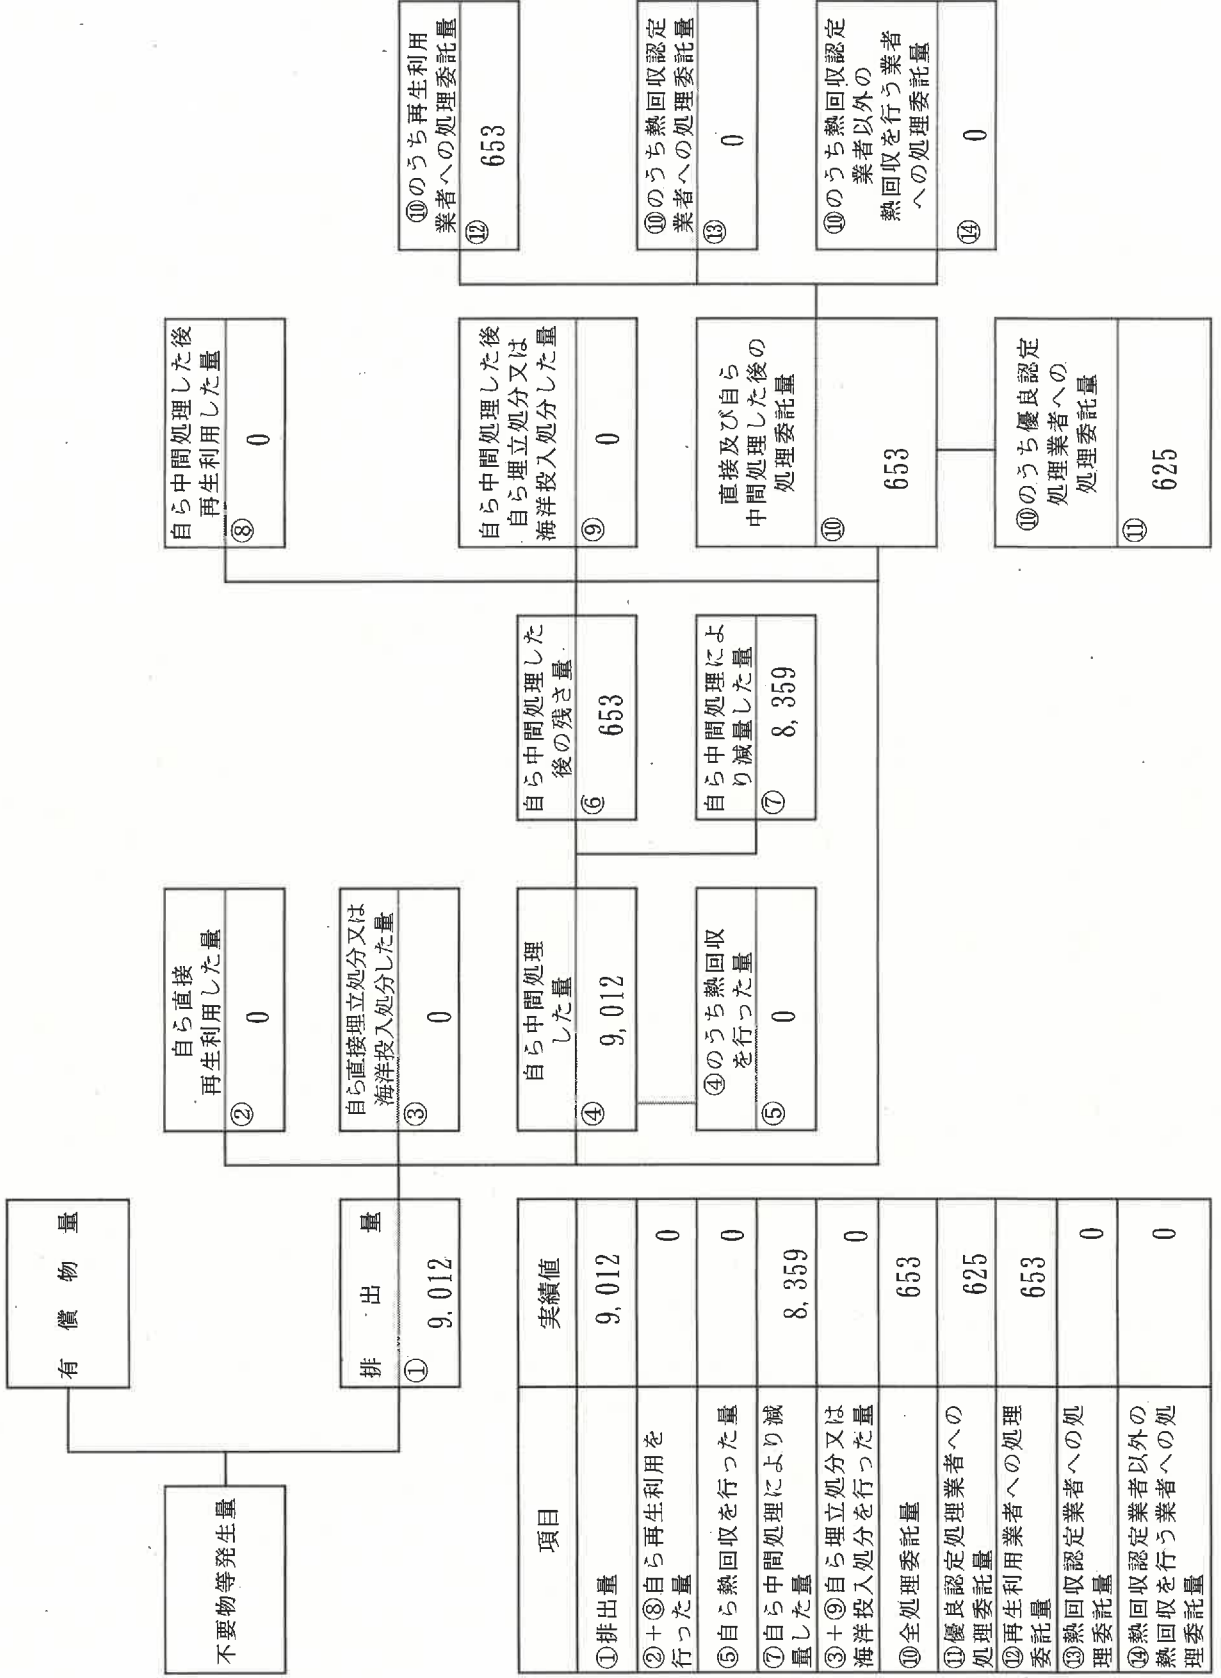 不要物等発生量
有償物量
排出量
①
9,012
自ら直接
再生利用した量
②
0
自ら直接埋立処分又は
海洋投入処分した量
③
0
自ら中間処理
した量
④
9,012
④のうち熱回収
を行った量
⑤
0
自ら中間処理した
後の残さ量
⑥
653
自ら中間処理によ
り減量した量
⑦
8,359
自ら中間処理した後
再生利用した量
⑧
0
自ら中間処理した後
自ら埋立処分又は
海洋投入処分した量
⑨
0
直接及び自ら
中間処理した後の
処理委託量
⑩
653
⑩のうち優良認定
処理業者への
処理委託量
⑪
625
⑩のうち再生利用
業者への処理委託量
⑫
653
⑩のうち熱回収認定
業者への処理委託量
⑬
0
⑩のうち熱回収認定
業者以外の
熱回収を行う業者
への処理委託量
⑭
0
項目 実績値
①排出量 9,012
②＋⑧自ら再生利用を
行った量 0
⑤自ら熱回収を行った量 0
⑦自ら中間処理により減
量した量 8,359
③＋⑨自ら埋立処分又は
海洋投入処分を行った量 0
⑩全処理委託量 653
⑪優良認定処理業者への
処理委託量 625
⑫再生利用業者への処理
委託量 653
⑬熱回収認定業者への処
理委託量 0
⑭熱回収認定業者以外の
熱回収を行う業者への処
理委託量 0